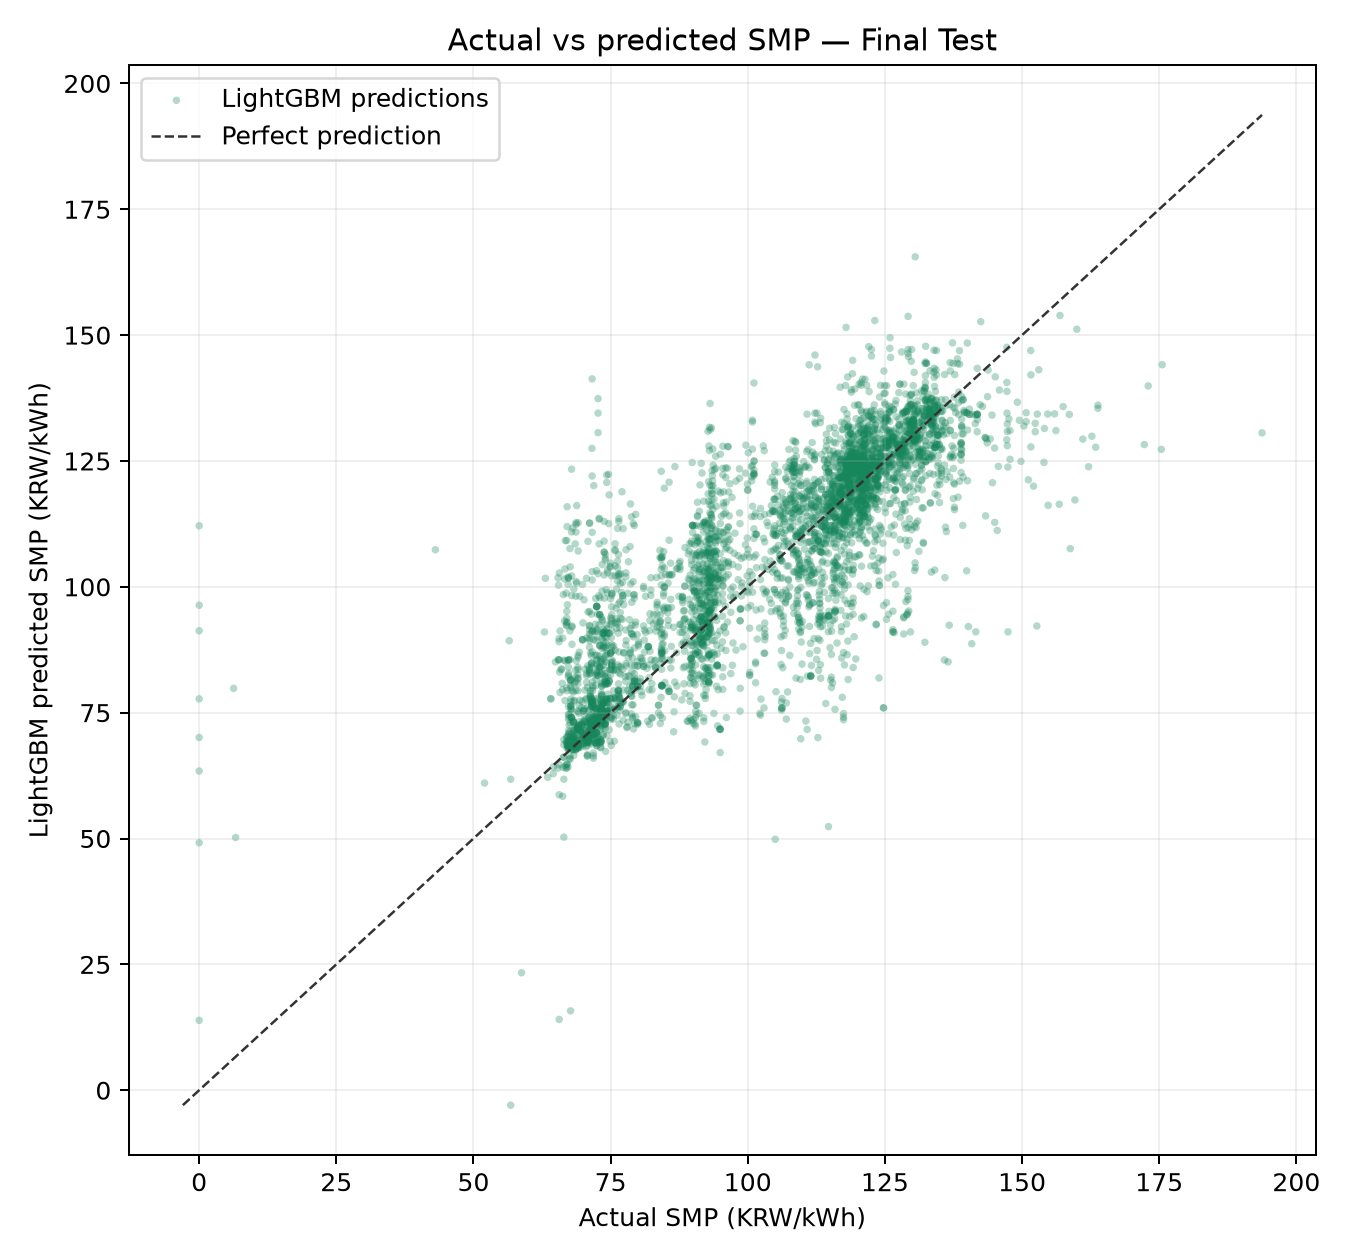 Actual vs predicted SMP — Final Test
LightGBM predictions
Perfect prediction
200
175
150
125
100
75
50
25
0
LightGBM predicted SMP (KRW/kWh)
0 25 50 75 100 125 150 175 200
Actual SMP (KRW/kWh)